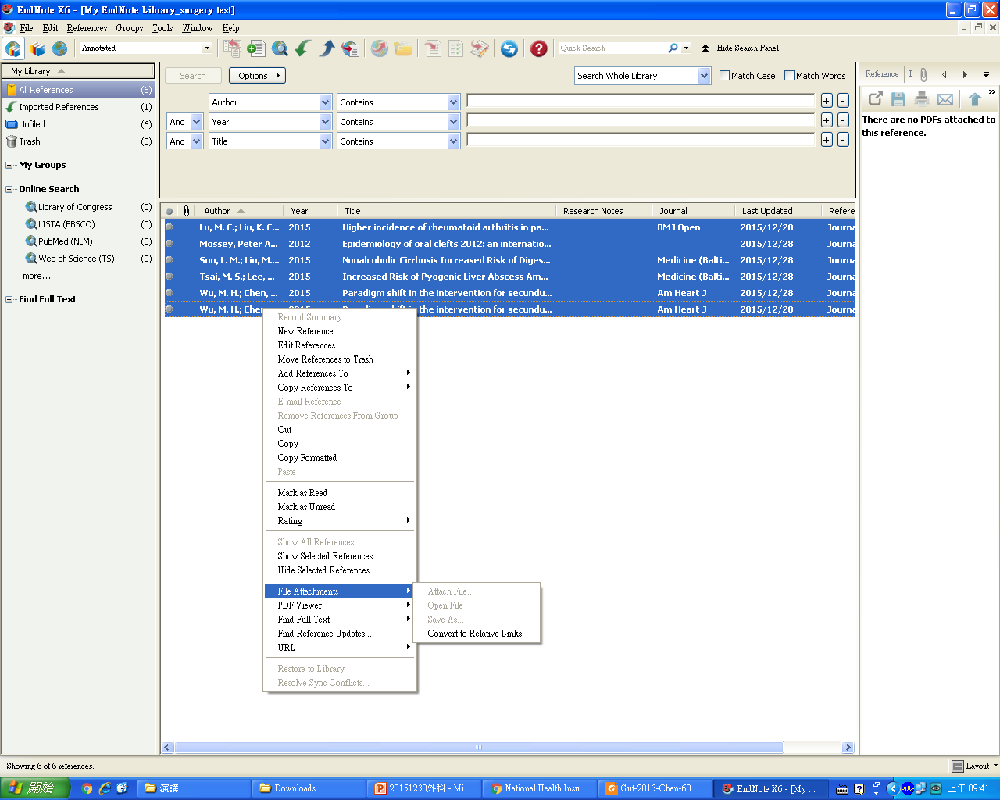 EndNote X6 - [My EndNote Library_surgery test]
File Edit References Groups Tools Window Help
Annotated
Quick Search
Hide Search Panel
My Library
All References (6)
Imported References (1)
Unfiled (6)
Trash (5)
My Groups
Online Search
Library of Congress (0)
LISTA (EBSCO) (0)
PubMed (NLM) (0)
Web of Science (TS) (0)
more...
Find Full Text
Search Options Search Whole Library Match Case Match Words
Author Contains + -
And Year Contains + -
And Title Contains + -
Author Year Title Research Notes Journal Last Updated Refere
Lu, M. C.; Liu, K. C... 2015 Higher incidence of rheumatoid arthritis in pa... BMJ Open 2015/12/28 Journa
Mossey, Peter A... 2012 Epidemiology of oral clefts 2012: an internatio... 2015/12/28 Journa
Sun, L. M.; Lin, M.... 2015 Nonalcoholic Cirrhosis Increased Risk of Diges... Medicine (Balti... 2015/12/28 Journa
Tsai, M. S.; Lee, ... 2015 Increased Risk of Pyogenic Liver Abscess Am... Medicine (Balti... 2015/12/28 Journa
Wu, M. H.; Chen, ... 2015 Paradigm shift in the intervention for secundu... Am Heart J 2015/12/28 Journa
Wu, M. H.; Chen the intervention for secundu... Am Heart J 2015/12/28 Journa
Record Summary...
New Reference
Edit References
Move References to Trash
Add References To
Copy References To
E-mail Reference
Remove References From Group
Cut
Copy
Copy Formatted
Paste
Mark as Read
Mark as Unread
Rating
Show All References
Show Selected References
Hide Selected References
File Attachments
PDF Viewer
Find Full Text
Find Reference Updates...
URL
Restore to Library
Resolve Sync Conflicts...
Attach File...
Open File
Save As...
Convert to Relative Links
Reference
There are no PDFs attached to
this reference.
Showing 6 of 6 references.
Layout
開始 演講 Downloads 20151230外科 - Mi... National Health Insu... Gut-2013-Chen-60... EndNote X6 - [My ... 上午 09:41